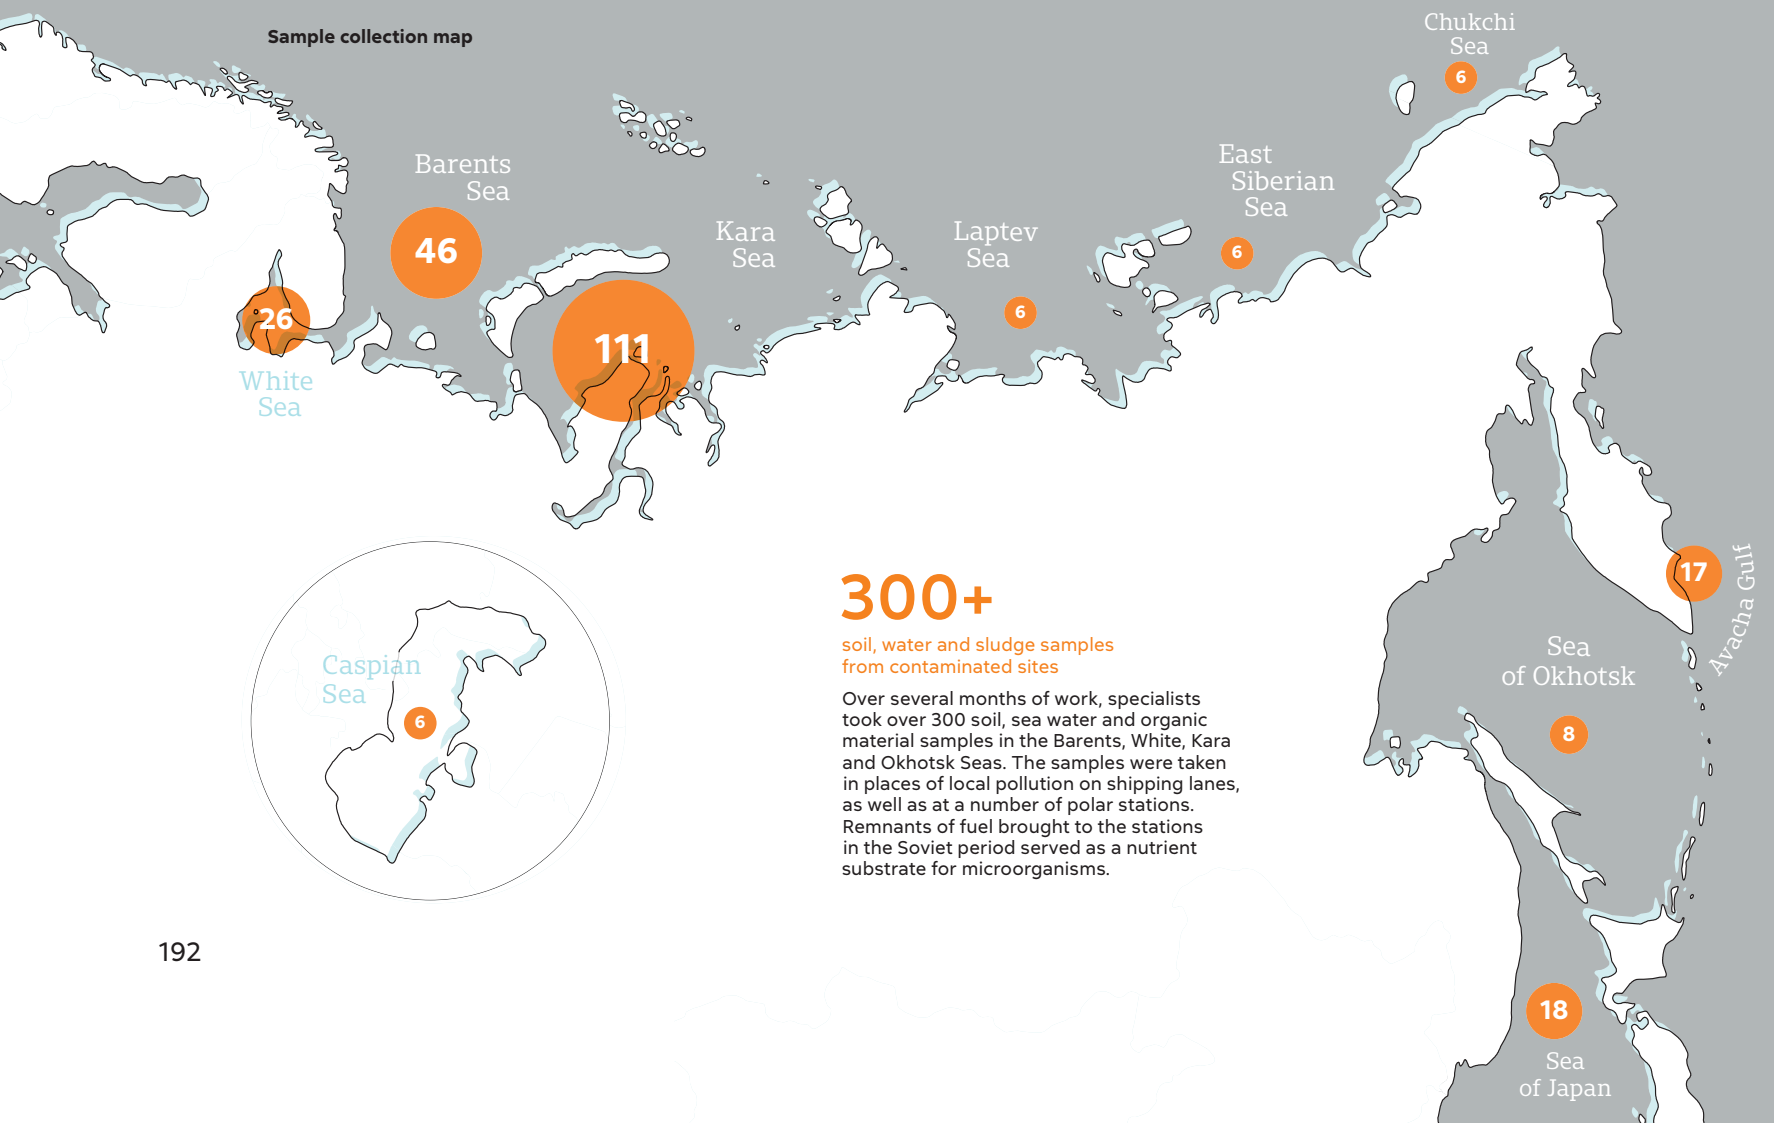 Sample collection map
Chukchi
Sea
6
Barents
Sea
46
East
Siberian
Sea
6
Kara
Sea
111
Laptev
Sea
6
26
White
Sea
17
Avacha Gulf
Caspian
Sea
6
300+
soil, water and sludge samples
from contaminated sites
Over several months of work, specialists
took over 300 soil, sea water and organic
material samples in the Barents, White, Kara
and Okhotsk Seas. The samples were taken
in places of local pollution on shipping lanes,
as well as at a number of polar stations.
Remnants of fuel brought to the stations
in the Soviet period served as a nutrient
substrate for microorganisms.
Sea
of Okhotsk
8
192
18
Sea
of Japan